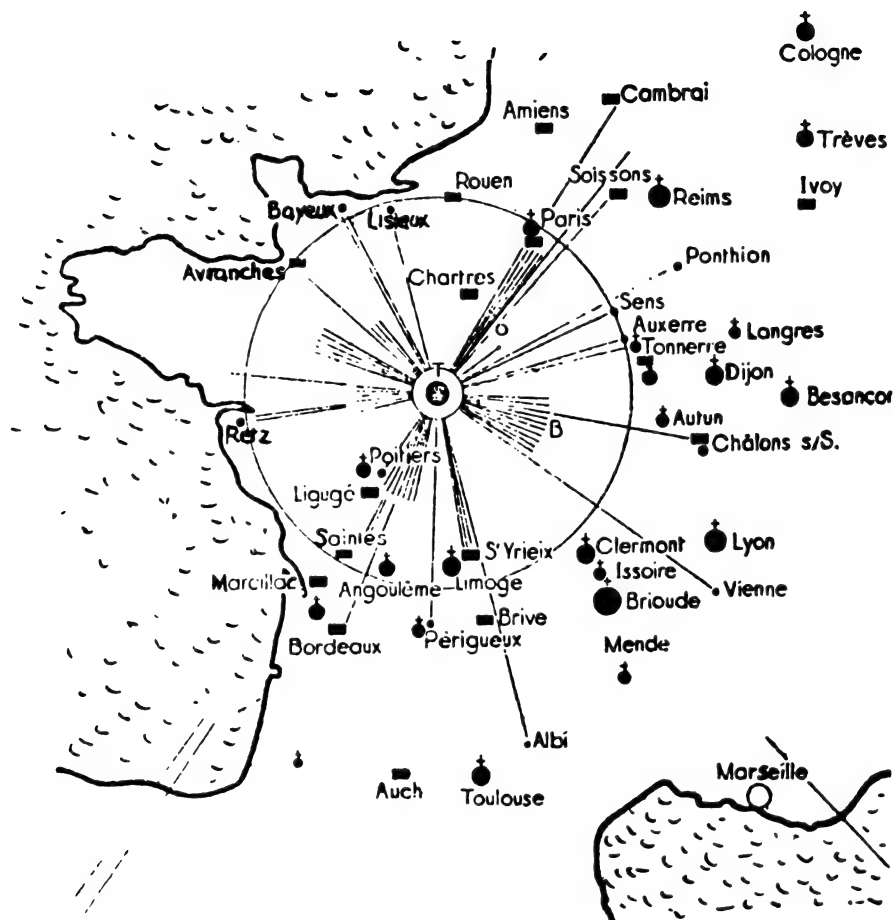 Cologne
Cambrai
Amiens
Trèves
Soissons
Rouen
Reims
Ivoy
Bayeux
Lisieux
Paris
Ponthion
Avranches
Chartres
Sens
O
Auxerre
Langres
Tonnerre
T
Dijon
Besançon
Autun
Retz
B
Châlons s/S.
Poitiers
Ligugé
Saintes
St Yrieix
Clermont
Lyon
Marcillac
Angoulême
Limoge
Issoire
Vienne
Brioude
Brive
Bordeaux
Périgueux
Mende
Albi
Marseille
Auch
Toulouse